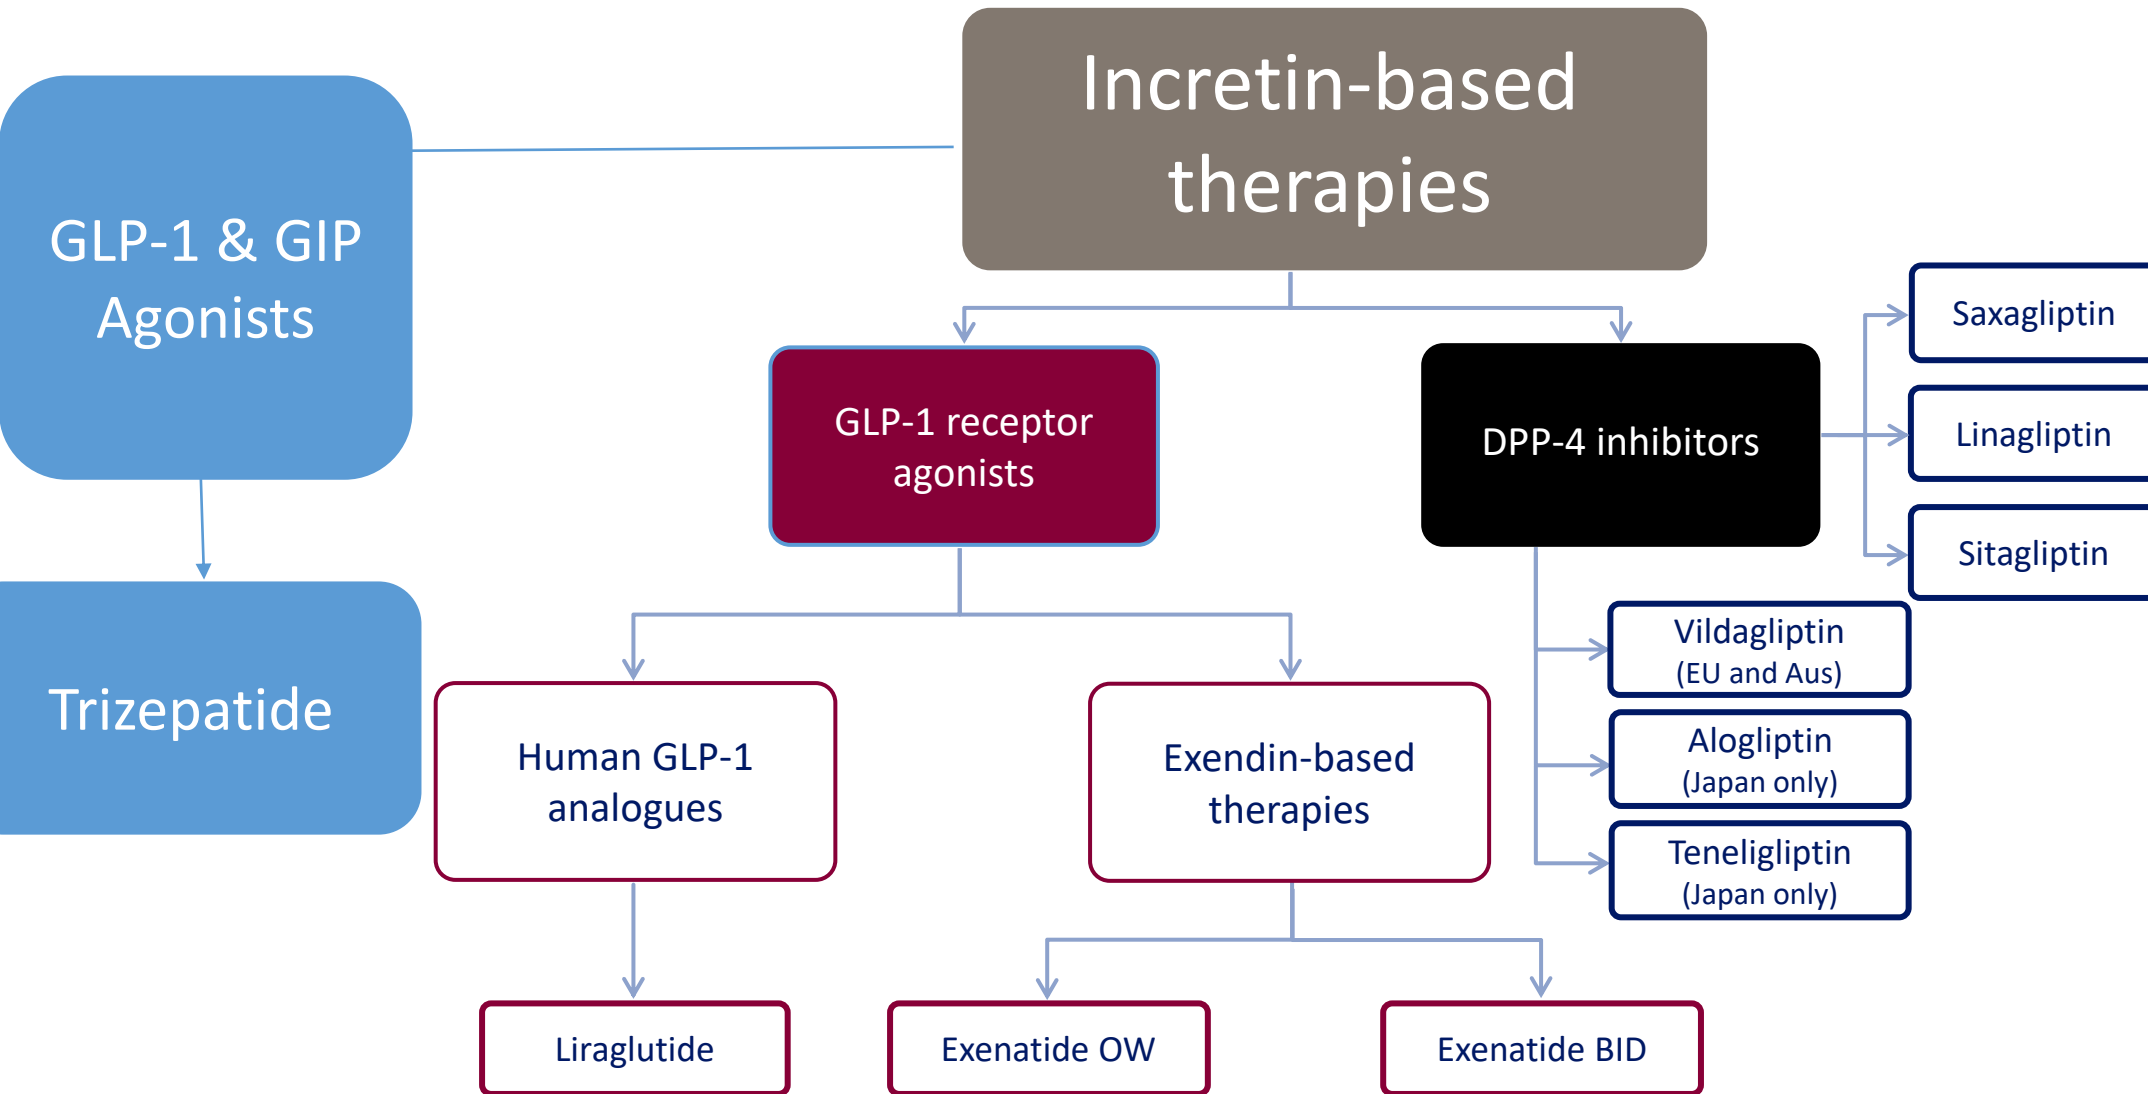 Incretin-based
therapies
GLP-1 & GIP
Agonists
Trizepatide
GLP-1 receptor
agonists
DPP-4 inhibitors
Saxagliptin
Linagliptin
Sitagliptin
Vildagliptin
(EU and Aus)
Alogliptin
(Japan only)
Teneligliptin
(Japan only)
Human GLP-1
analogues
Exendin-based
therapies
Liraglutide
Exenatide OW
Exenatide BID